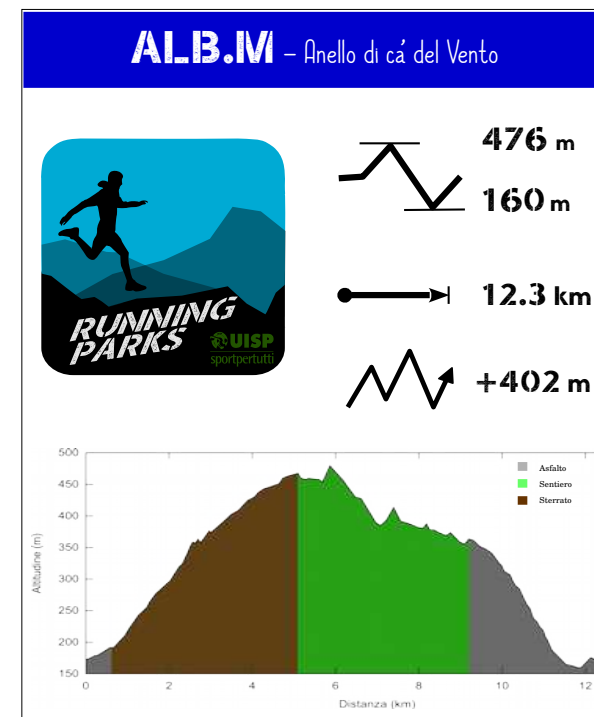 ALB.M – Anello di ca' del Vento
476 m
160 m
12.3 km
+402 m
RUNNING
PARKS
UISP
sportpertutti
500
450
400
350
300
250
200
150
Altitudine (m)
Asfalto
Sentiero
Sterrato
0 2 4 6 8 10 12
Distanza (km)